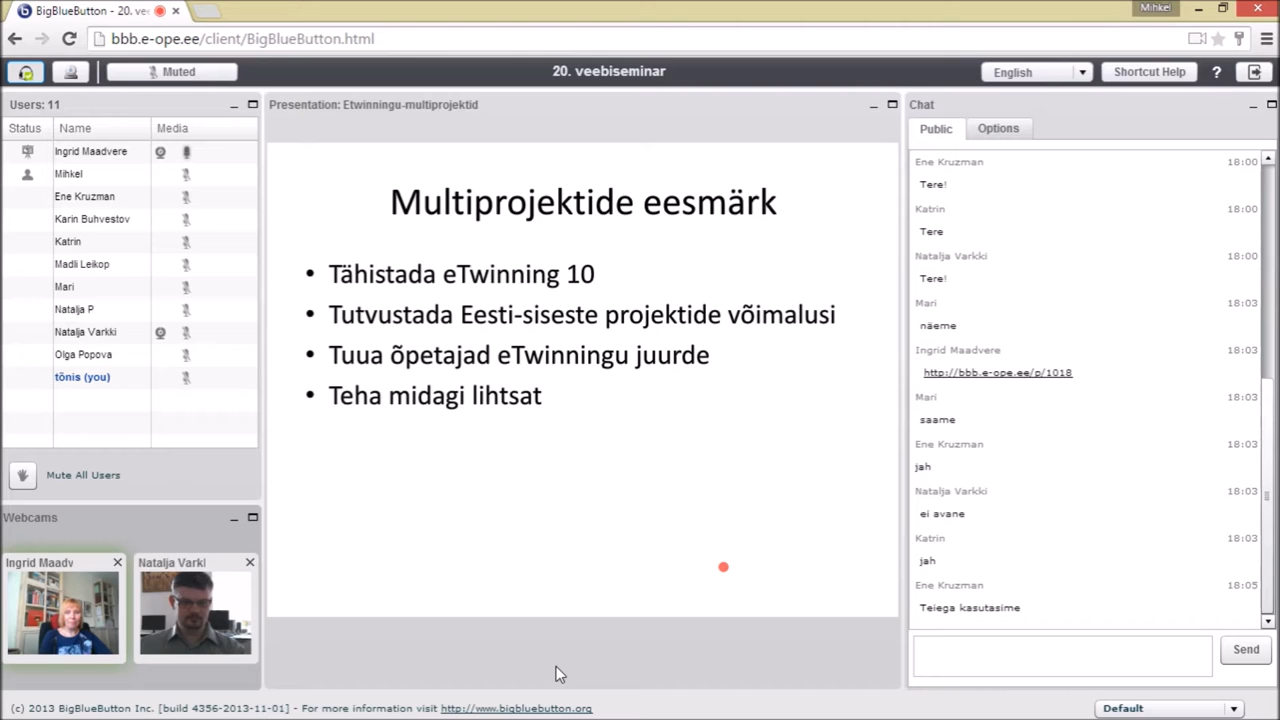 BigBlueButton - 20. ve
Mihkel
bbb.e-ope.ee/client/BigBlueButton.html
Muted
20. veebiseminar
English
Shortcut Help
?
Users: 11
Status Name Media
Ingrid Maadvere
Mihkel
Ene Kruzman
Karin Buhvestov
Katrin
Madli Leikop
Mari
Natalja P
Natalja Varkki
Olga Popova
tõnis (you)
Mute All Users
Webcams
Ingrid Maadv
Natalja Varkl
Presentation: Etwinningu-multiprojektid
Multiprojektide eesmärk
• Tähistada eTwinning 10
• Tutvustada Eesti-siseste projektide võimalusi
• Tuua õpetajad eTwinningu juurde
• Teha midagi lihtsat
Chat
Public Options
Ene Kruzman 18:00
Tere!
Katrin 18:00
Tere
Natalja Varkki 18:00
Tere!
Mari 18:03
näeme
Ingrid Maadvere 18:03
http://bbb.e-ope.ee/p/1018
Mari 18:03
saame
Ene Kruzman 18:03
jah
Natalja Varkki 18:03
ei avane
Katrin 18:03
jah
Ene Kruzman 18:05
Teiega kasutasime
Send
(c) 2013 BigBlueButton Inc. [build 4356-2013-11-01] - For more information visit http://www.bigbluebutton.org
Default